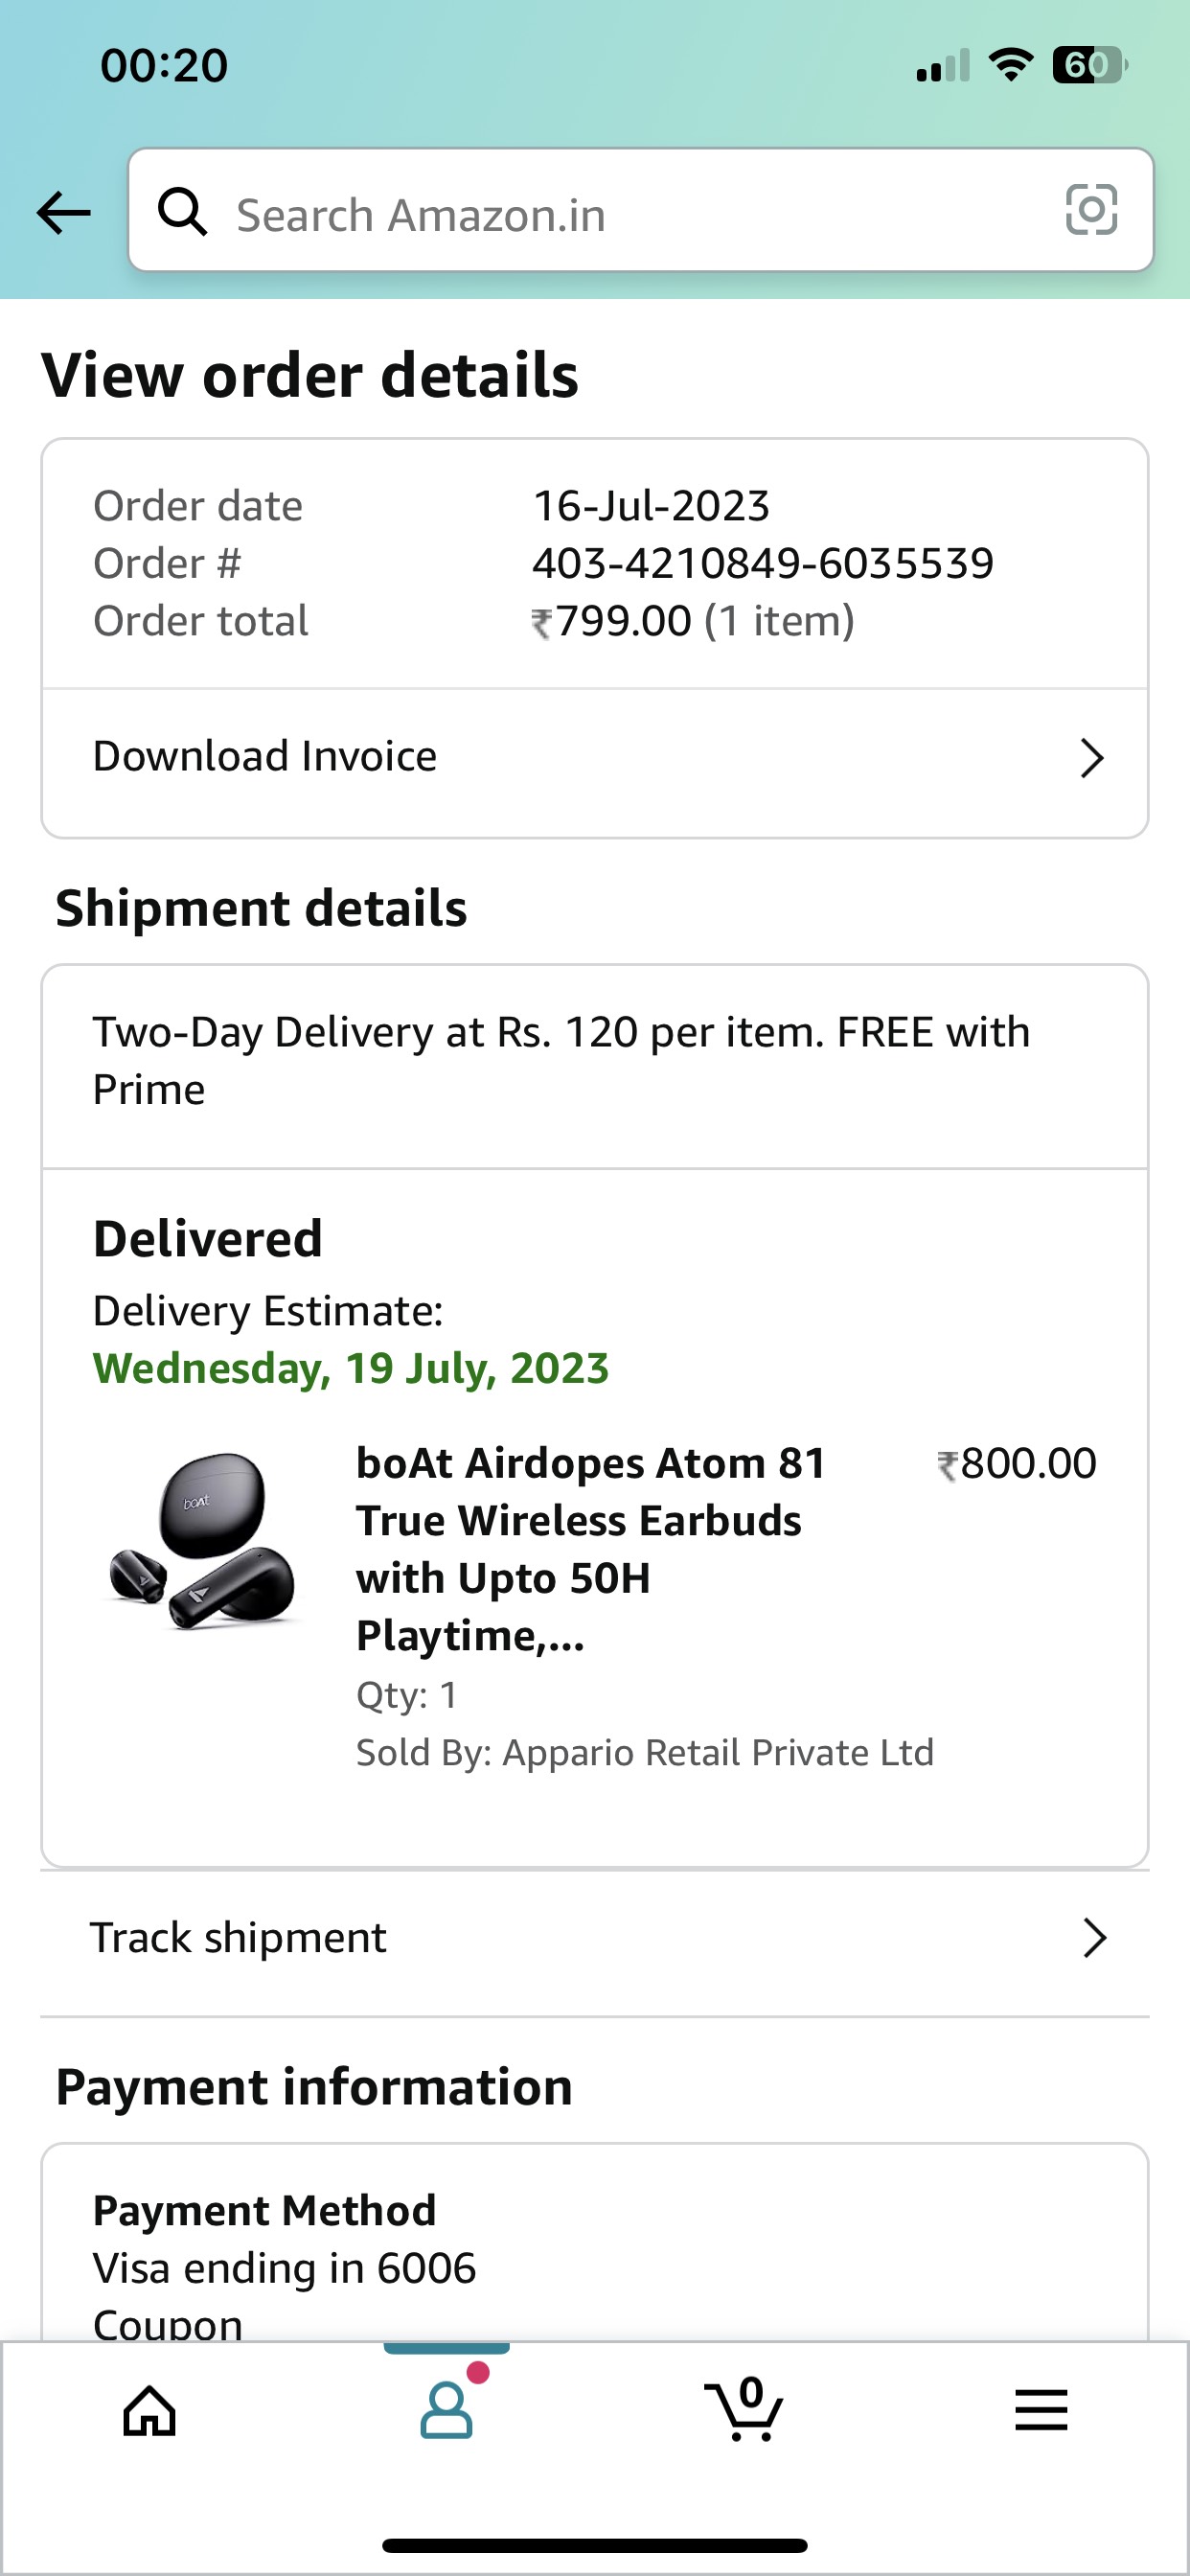 00:20
60
Search Amazon.in
View order details
Order date 16-Jul-2023
Order # 403-4210849-6035539
Order total ₹799.00 (1 item)
Download Invoice
Shipment details
Two-Day Delivery at Rs. 120 per item. FREE with
Prime
Delivered
Delivery Estimate:
Wednesday, 19 July, 2023
boAt
boAt Airdopes Atom 81 ₹800.00
True Wireless Earbuds
with Upto 50H
Playtime,...
Qty: 1
Sold By: Appario Retail Private Ltd
Track shipment
Payment information
Payment Method
Visa ending in 6006
Coupon
0